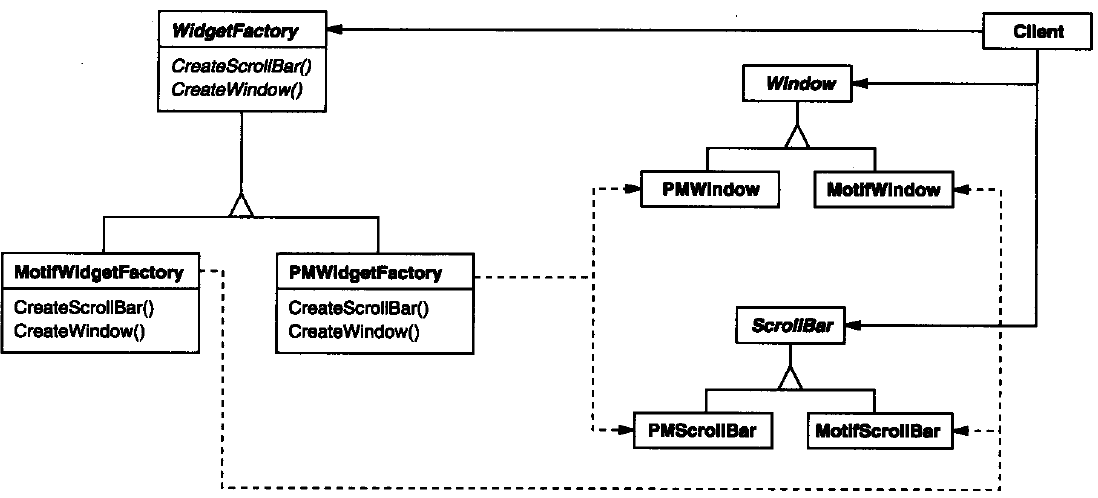 WidgetFactory
CreateScrollBar()
CreateWindow()
Client
Window
PMWindow
MotifWindow
MotifWidgetFactory
CreateScrollBar()
CreateWindow()
PMWidgetFactory
CreateScrollBar()
CreateWindow()
ScrollBar
PMScrollBar
MotifScrollBar